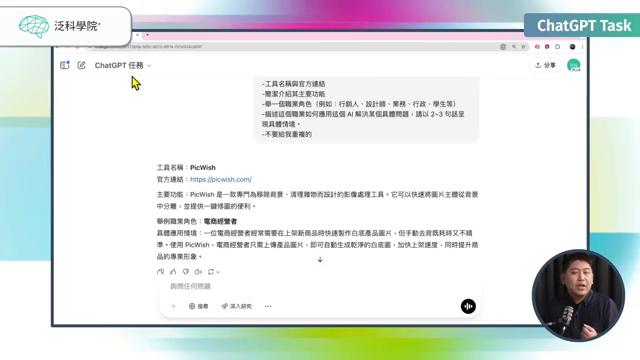 泛科學院
ChatGPT Task
ChatGPT 任務
分享
-工具名稱與官方連結
-簡潔介紹其主要功能
-舉一個職業角色（例如：行銷人、設計師、業務、行政、學生等）
-描述這個職業如何應用這個 AI 解決某個具體問題，請以 2~3 句話呈
現具體情境。
-不要給我重複的
工具名稱：PicWish
官方連結：https://picwish.com/
主要功能：PicWish 是一款專門為移除背景、清理雜物而設計的影像處理工具。它可以快速將圖片主體從背景
中分離，並提供一鍵修圖的便利。
舉例職業角色：電商經營者
具體應用情境：一位電商經營者經常需要在上架新商品時快速製作白底產品圖片，但手動去背既耗時又不精
準。使用 PicWish，電商經營者只需上傳產品圖片，即可自動生成乾淨的白底圖，加快上架速度，同時提升商
品的專業形象。
詢問任何問題
搜尋
深入研究